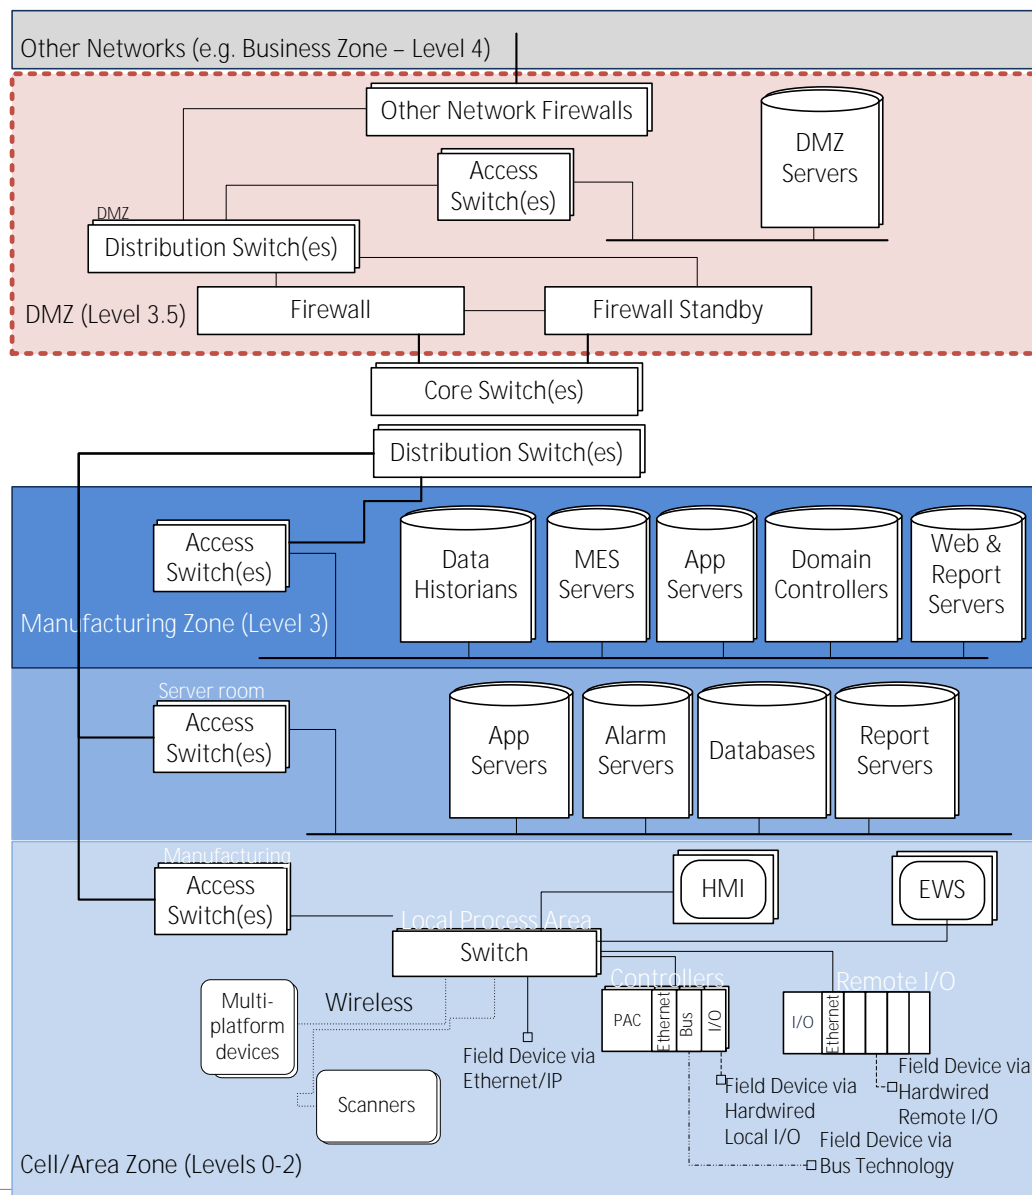 Other Networks (e.g. Business Zone – Level 4)
Other Network Firewalls
DMZ
Servers
Access
Switch(es)
DMZ
Distribution Switch(es)
Firewall
Firewall Standby
DMZ (Level 3.5)
Core Switch(es)
Distribution Switch(es)
Access
Switch(es)
Data
Historians
MES
Servers
App
Servers
Domain
Controllers
Web &
Report
Servers
Manufacturing Zone (Level 3)
Server room
Access
Switch(es)
App
Servers
Alarm
Servers
Databases
Report
Servers
Manufacturing
Access
Switch(es)
HMI
EWS
Local Process Area
Switch
Controllers
PAC
Ethernet
Bus
I/O
Remote I/O
I/O
Ethernet
Wireless
Multi-
platform
devices
Scanners
Field Device via
Ethernet/IP
Field Device via
Hardwired
Local I/O
Field Device via
Hardwired
Remote I/O
Field Device via
Bus Technology
Cell/Area Zone (Levels 0-2)